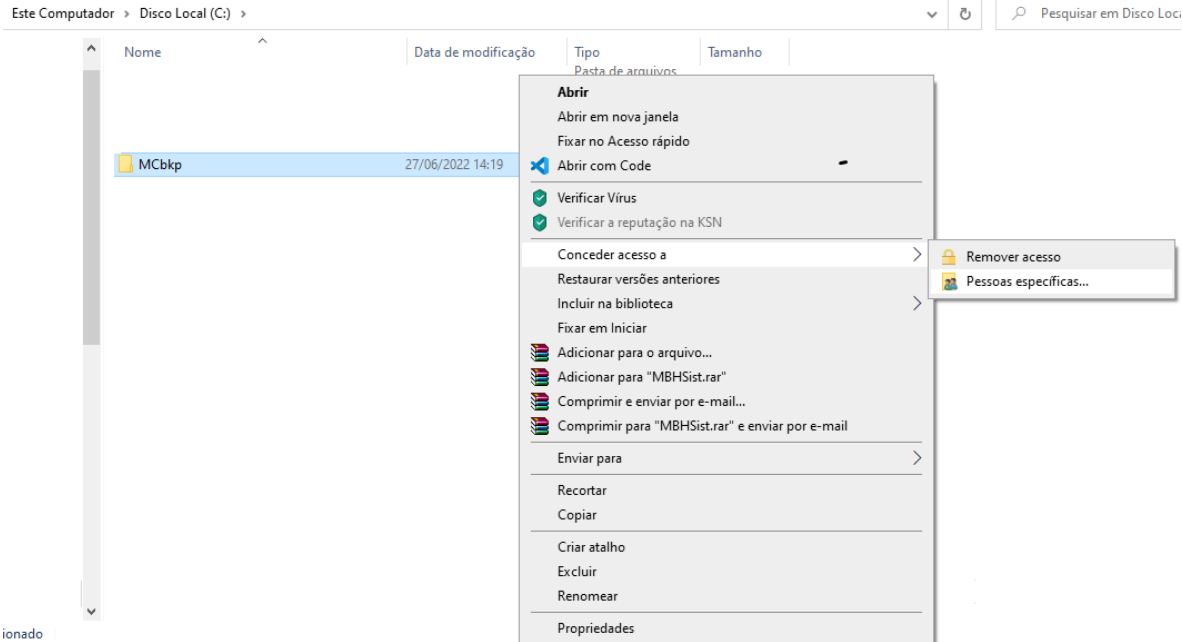 Este Computador > Disco Local (C:) >
Pesquisar em Disco Loca
Nome Data de modificação Tipo Tamanho
Pasta de arquivos
MCbkp 27/06/2022 14:19
Abrir
Abrir em nova janela
Fixar no Acesso rápido
Abrir com Code
Verificar Vírus
Verificar a reputação na KSN
Conceder acesso a
Remover acesso
Pessoas específicas...
Restaurar versões anteriores
Incluir na biblioteca
Fixar em Iniciar
Adicionar para o arquivo...
Adicionar para "MBHSist.rar"
Comprimir e enviar por e-mail...
Comprimir para "MBHSist.rar" e enviar por e-mail
Enviar para
Recortar
Copiar
Criar atalho
Excluir
Renomear
Propriedades
ionado